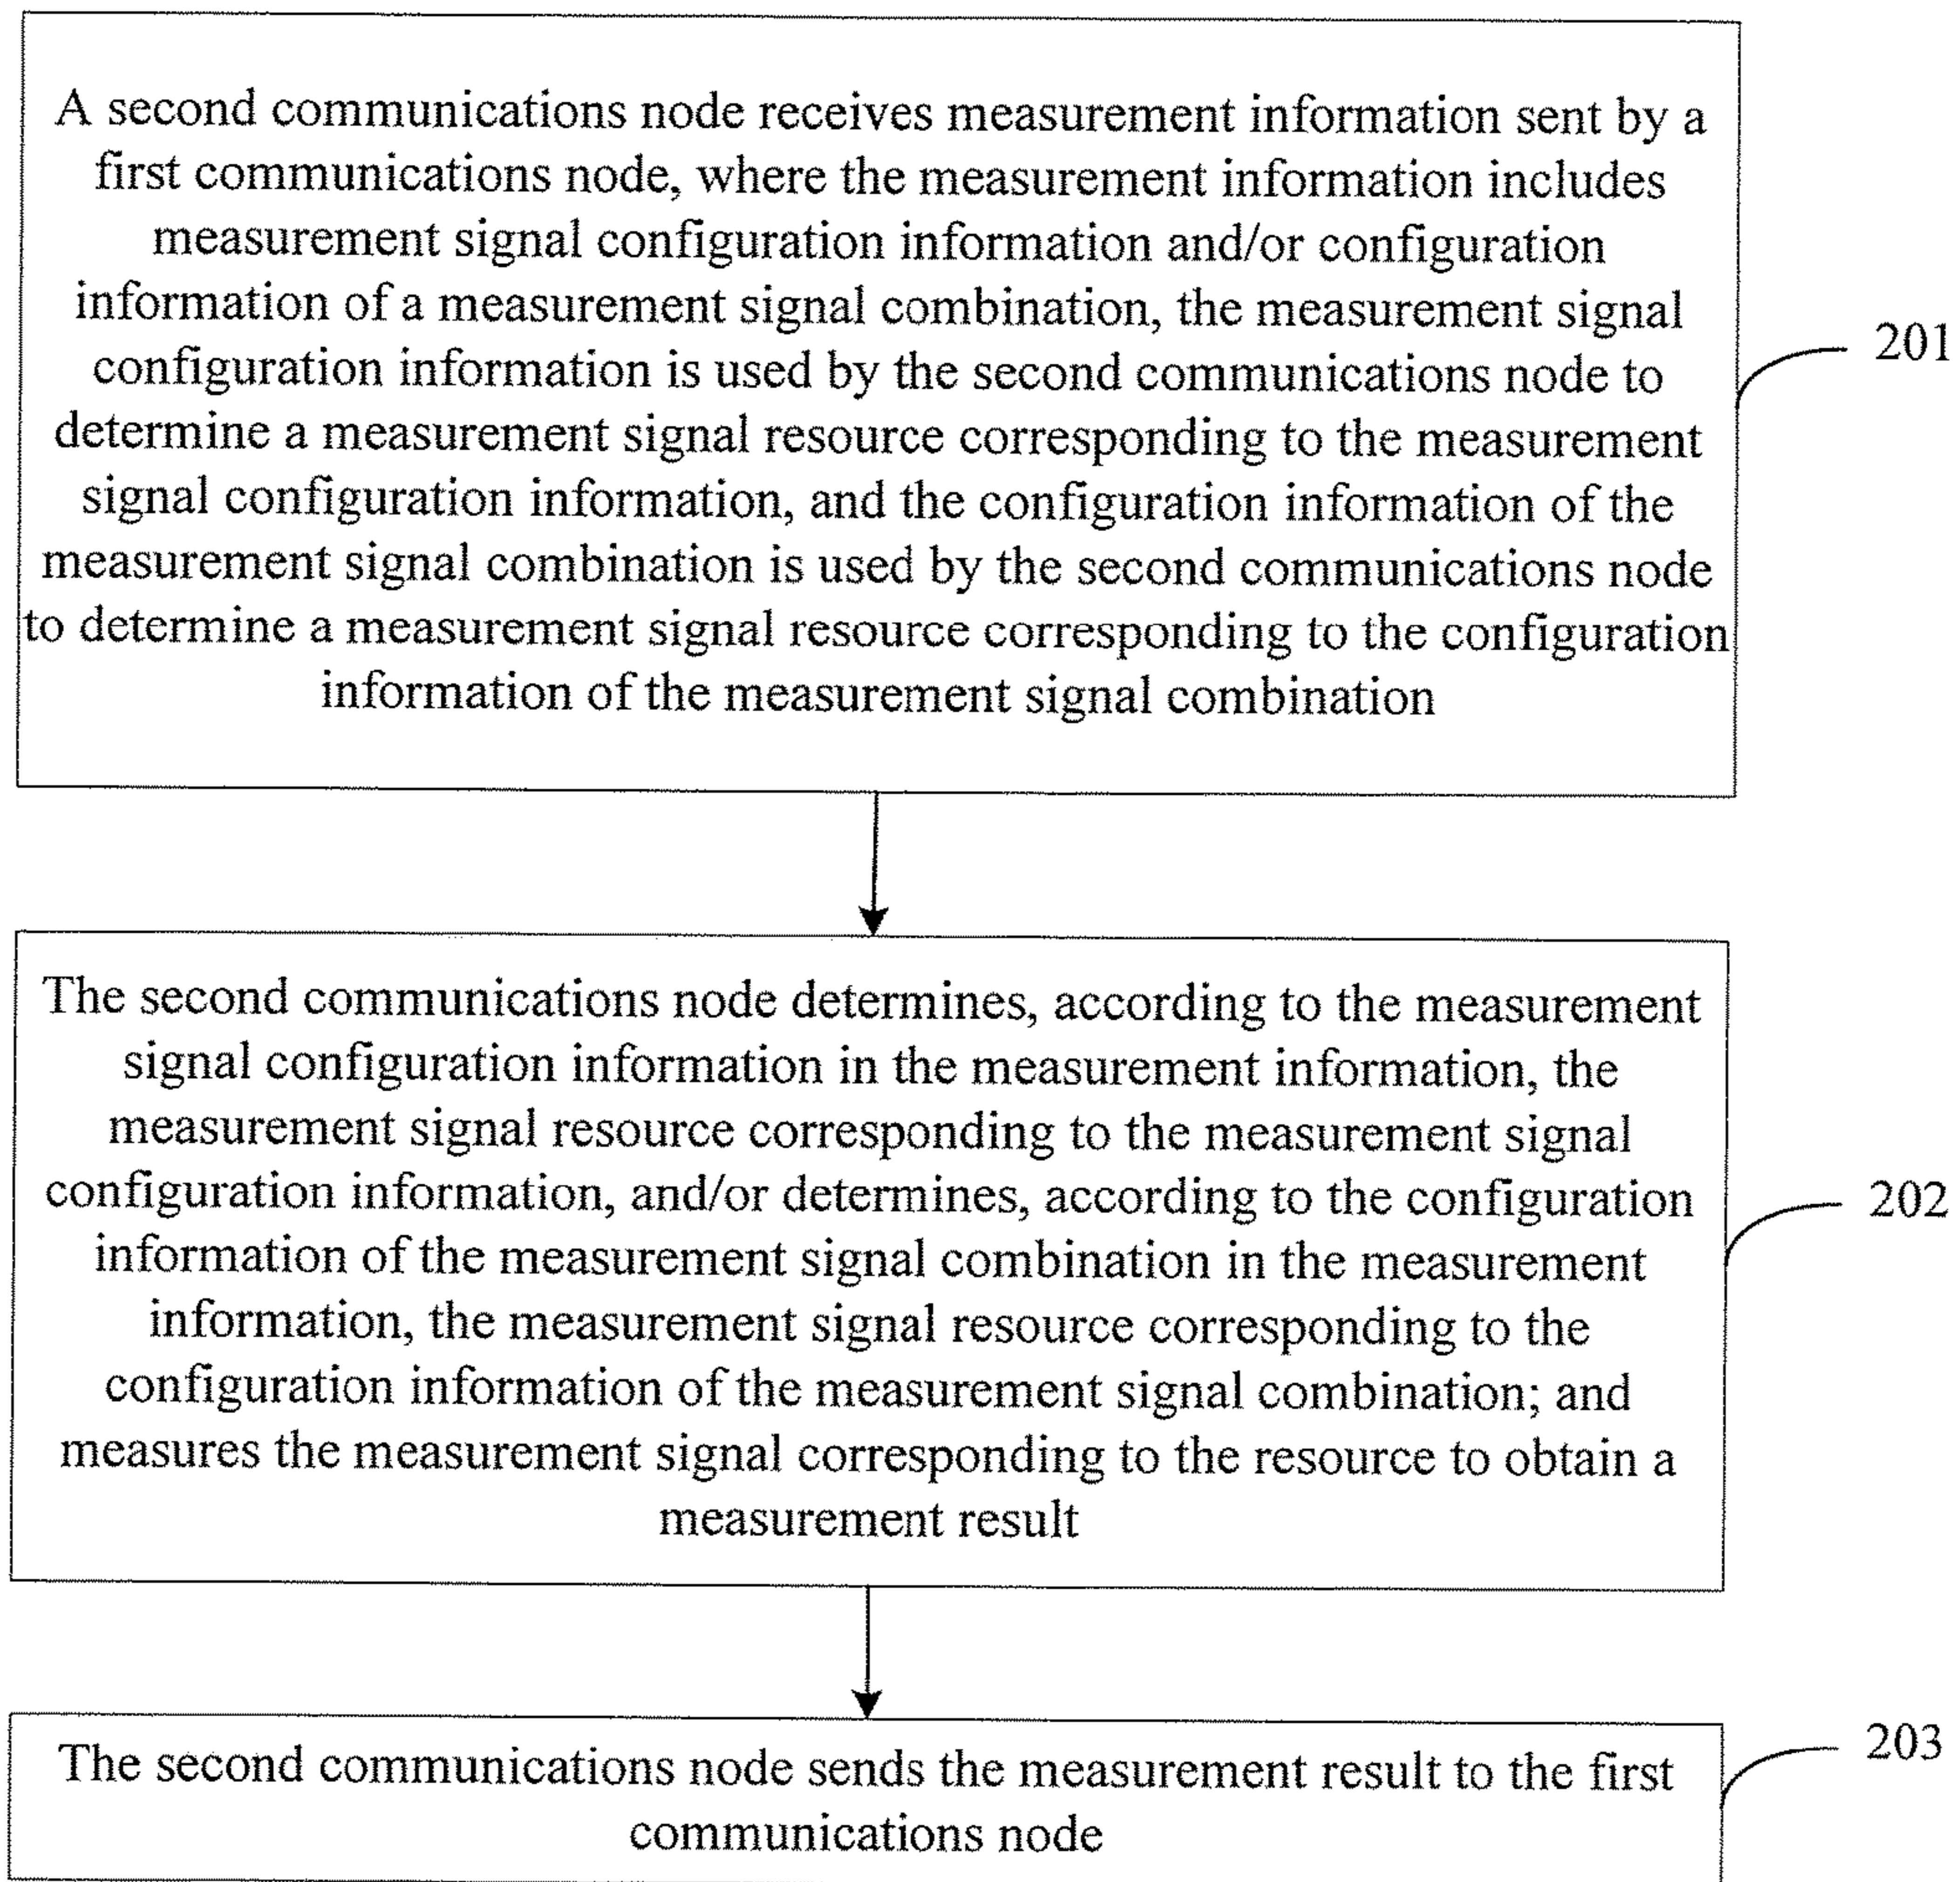 A second communications node receives measurement information sent by a
first communications node, where the measurement information includes
measurement signal configuration information and/or configuration
information of a measurement signal combination, the measurement signal
configuration information is used by the second communications node to
determine a measurement signal resource corresponding to the measurement
signal configuration information, and the configuration information of the
measurement signal combination is used by the second communications node
to determine a measurement signal resource corresponding to the configuration
information of the measurement signal combination
201
The second communications node determines, according to the measurement
signal configuration information in the measurement information, the
measurement signal resource corresponding to the measurement signal
configuration information, and/or determines, according to the configuration
information of the measurement signal combination in the measurement
information, the measurement signal resource corresponding to the
configuration information of the measurement signal combination; and
measures the measurement signal corresponding to the resource to obtain a
measurement result
202
The second communications node sends the measurement result to the first
communications node
203